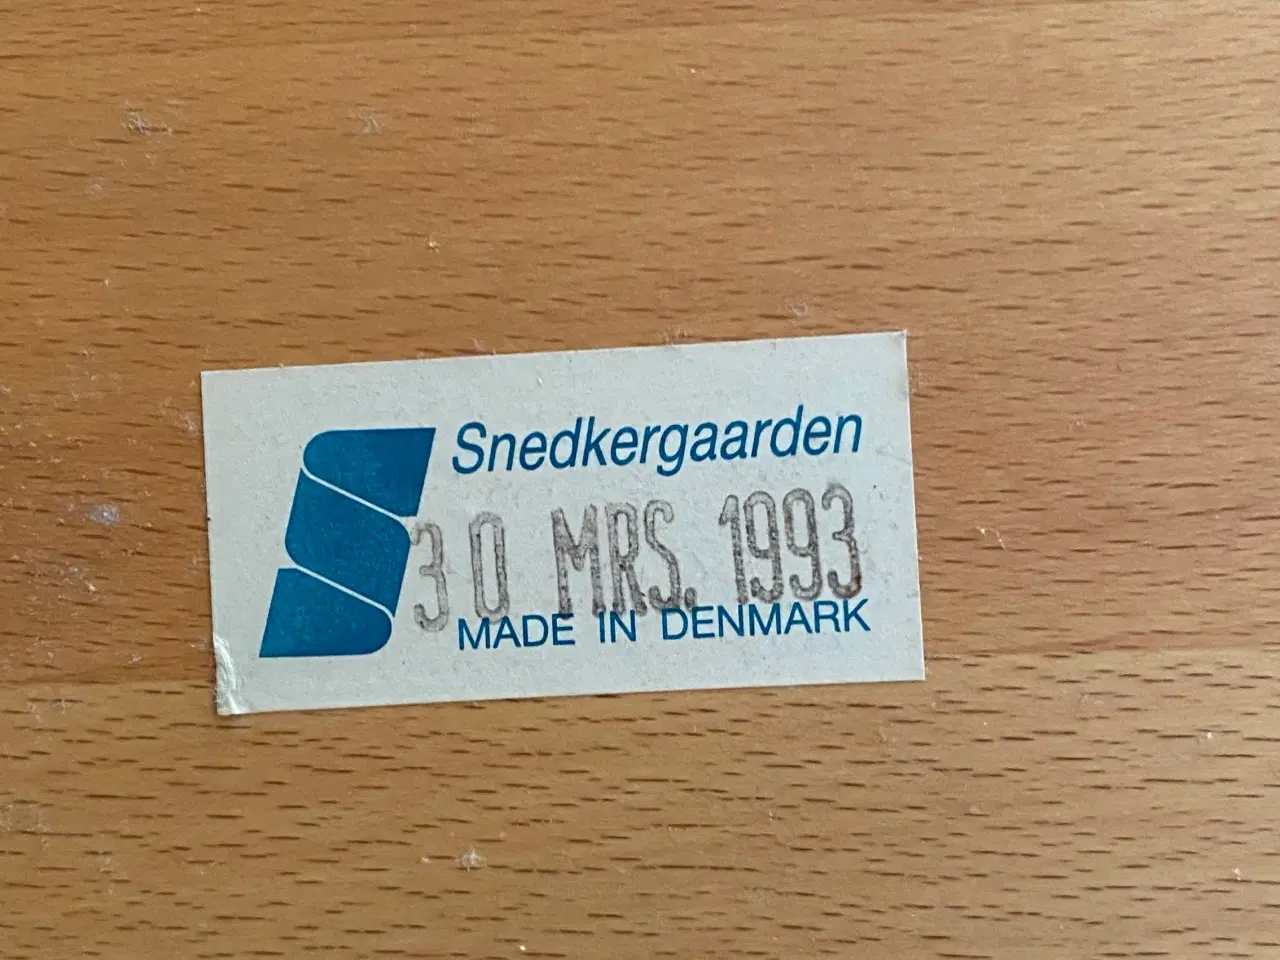 Snedkergaarden
30 MRS. 1993
MADE IN DENMARK